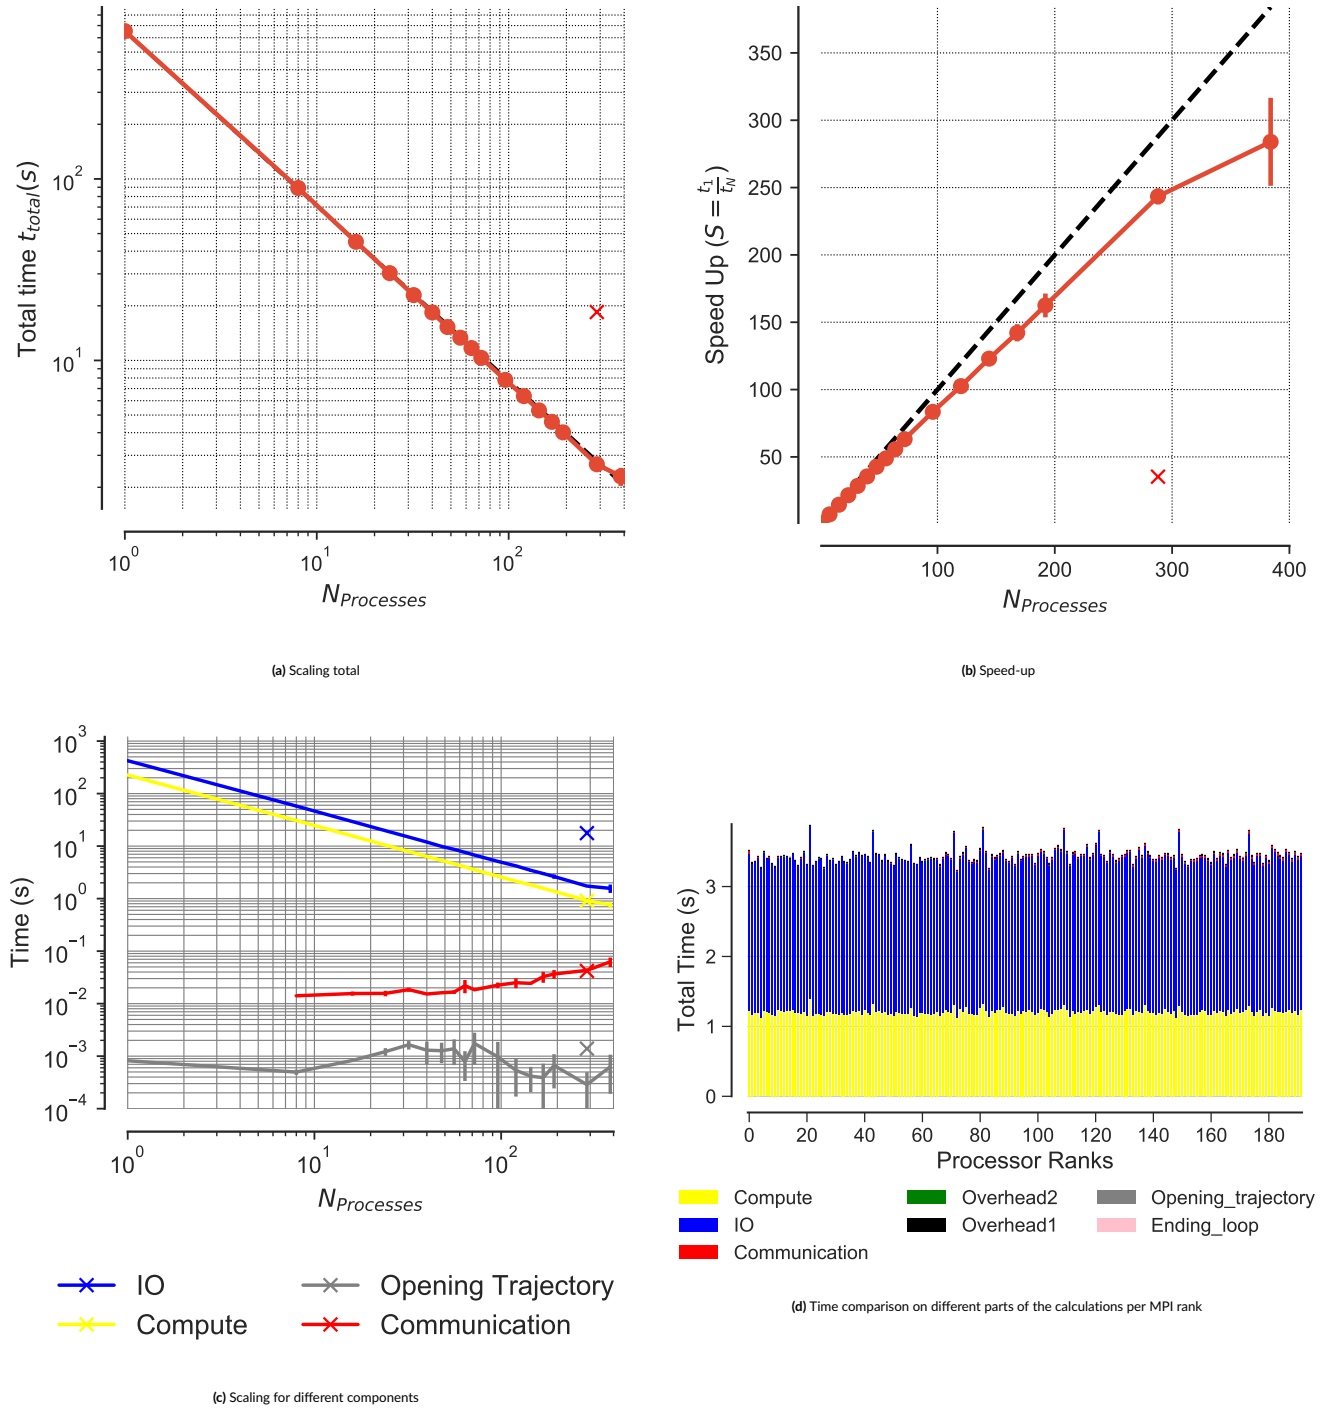 Total time t_total(s)
10^2
10^1
10^0 10^1 10^2
N_Processes
(a) Scaling total
Speed Up (S = t_1/t_N)
350
300
250
200
150
100
50
100 200 300 400
N_Processes
(b) Speed-up
Time (s)
10^3
10^2
10^1
10^0
10^−1
10^−2
10^−3
10^−4
10^0 10^1 10^2
N_Processes
IO Opening Trajectory
Compute Communication
(c) Scaling for different components
Total Time (s)
3
2
1
0
0 20 40 60 80 100 120 140 160 180
Processor Ranks
Compute Overhead2 Opening_trajectory
IO Overhead1 Ending_loop
Communication
(d) Time comparison on different parts of the calculations per MPI rank